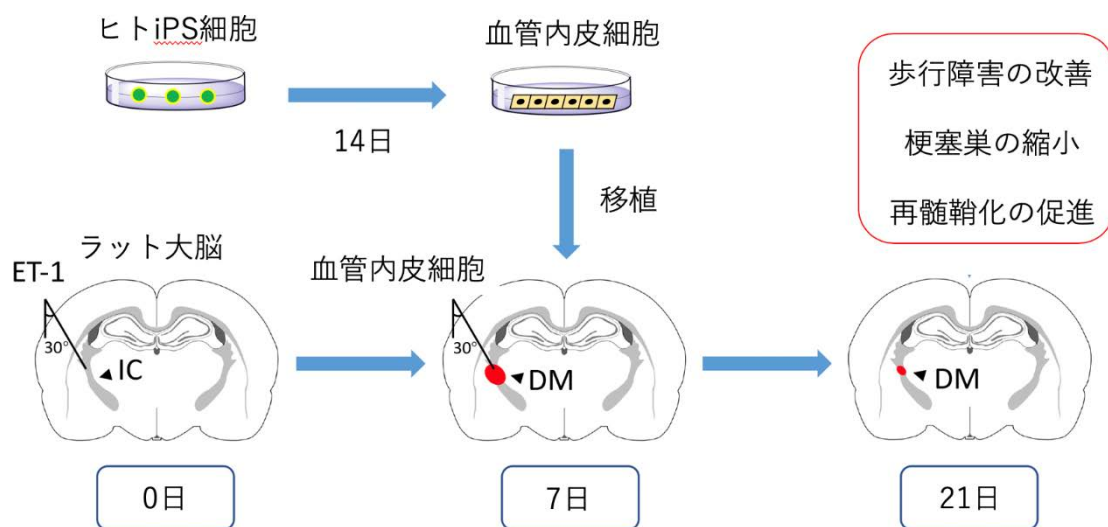 ヒトiPS細胞
血管内皮細胞
14日
移植
歩行障害の改善
梗塞巣の縮小
再髄鞘化の促進
ラット大脳
ET-1
30°
IC
血管内皮細胞
30°
DM
DM
0日
7日
21日